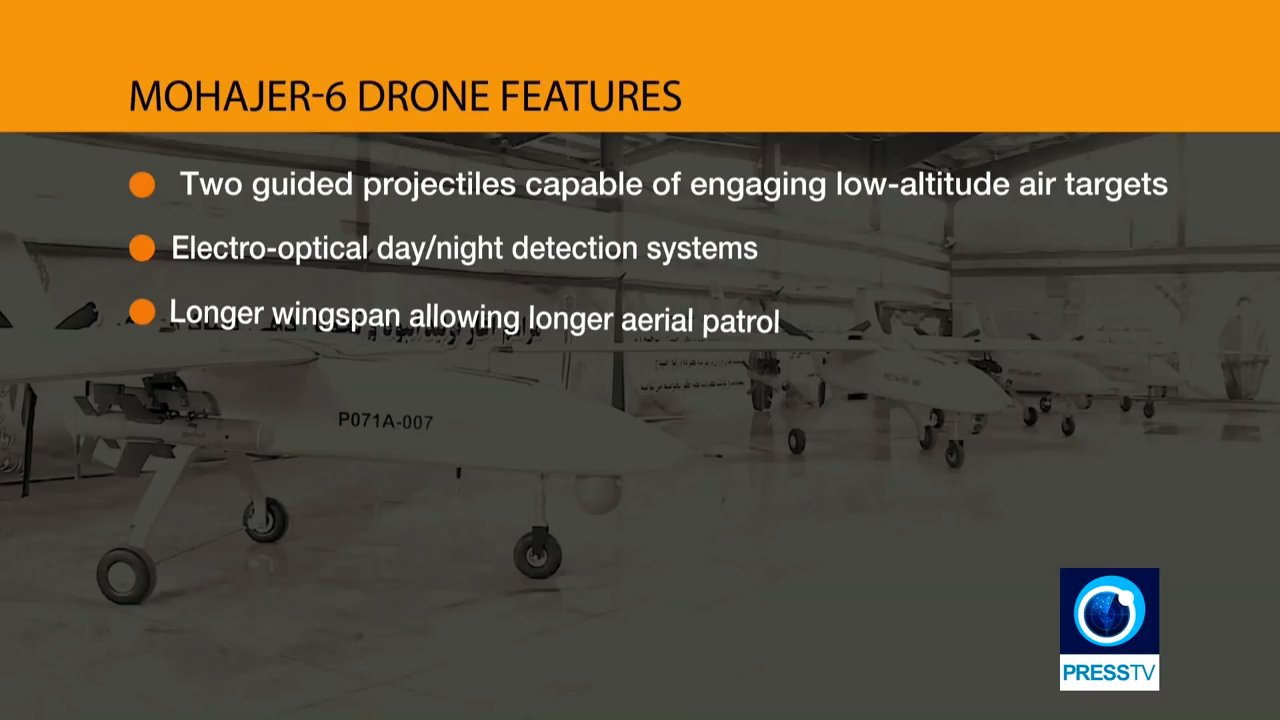 MOHAJER-6 DRONE FEATURES
Two guided projectiles capable of engaging low-altitude air targets
Electro-optical day/night detection systems
Longer wingspan allowing longer aerial patrol
P071A-007
PRESSTV